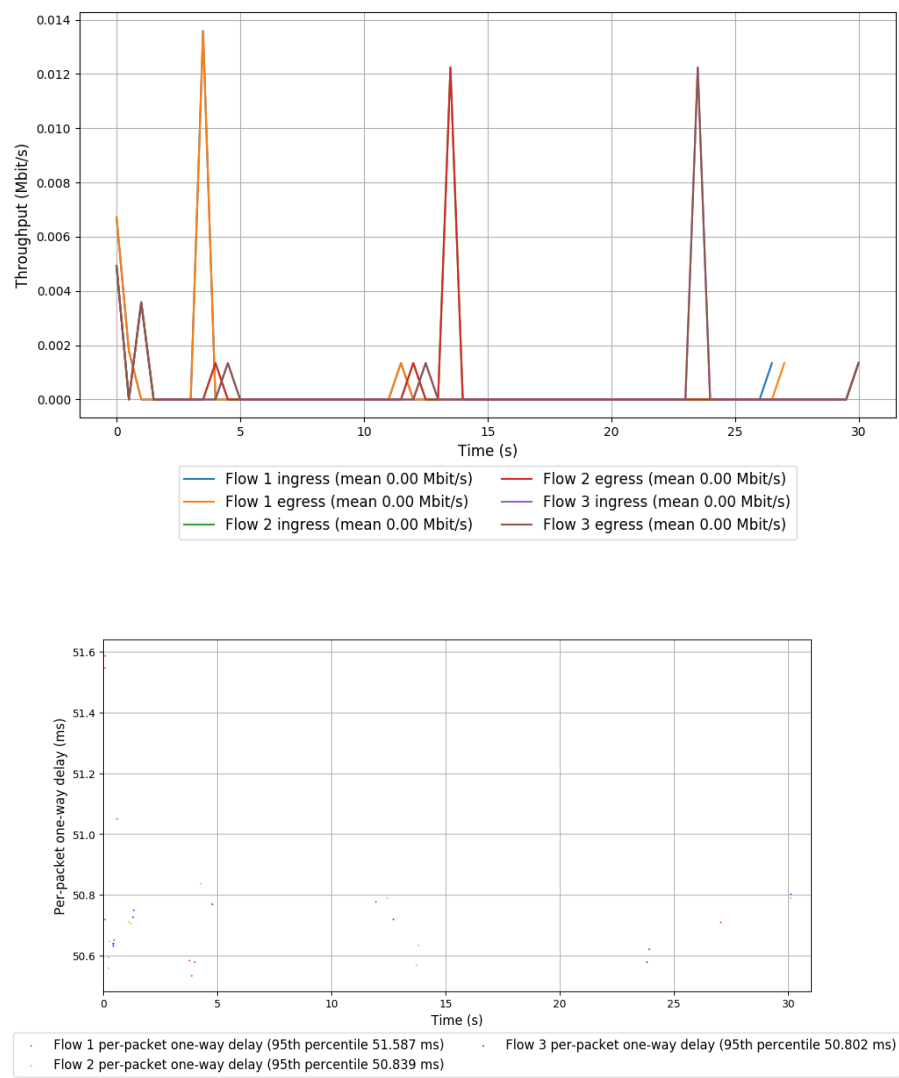 0.014
0.012
0.010
0.008
0.006
0.004
0.002
0.000
Throughput (Mbit/s)
0 5 10 15 20 25 30
Time (s)
Flow 1 ingress (mean 0.00 Mbit/s) Flow 2 egress (mean 0.00 Mbit/s)
Flow 1 egress (mean 0.00 Mbit/s) Flow 3 ingress (mean 0.00 Mbit/s)
Flow 2 ingress (mean 0.00 Mbit/s) Flow 3 egress (mean 0.00 Mbit/s)
51.6
51.4
51.2
51.0
50.8
50.6
Per-packet one-way delay (ms)
0 5 10 15 20 25 30
Time (s)
Flow 1 per-packet one-way delay (95th percentile 51.587 ms) Flow 3 per-packet one-way delay (95th percentile 50.802 ms)
Flow 2 per-packet one-way delay (95th percentile 50.839 ms)